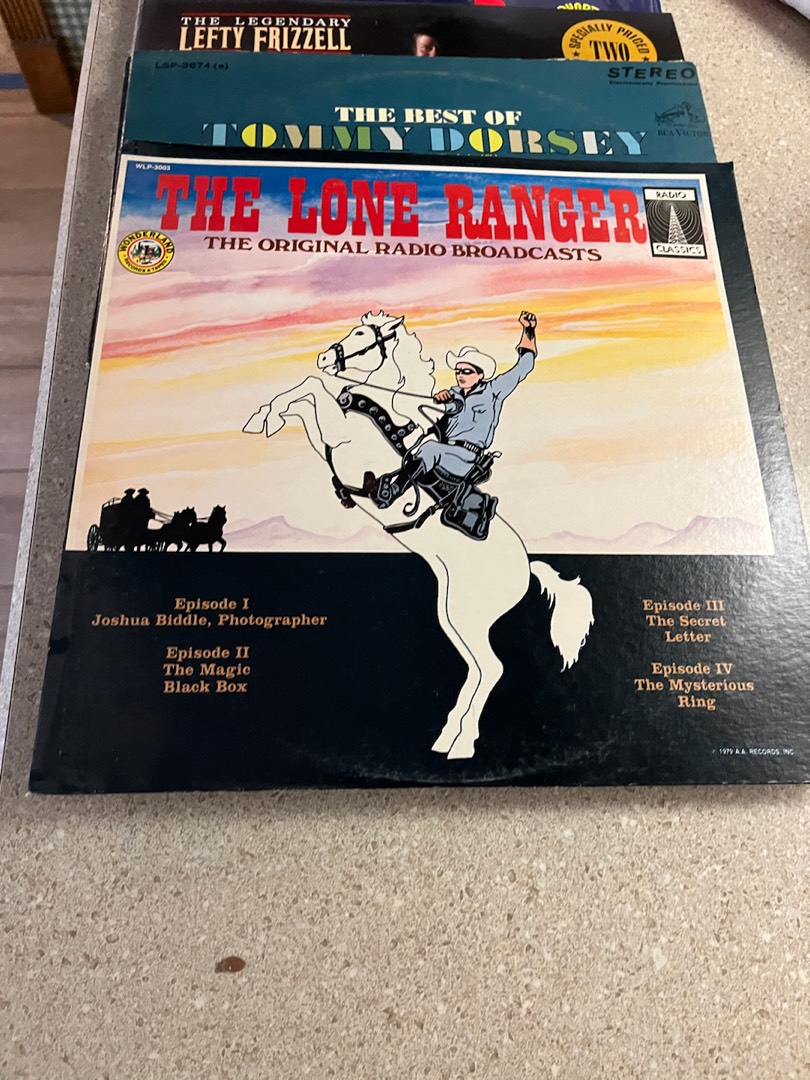 THE LEGENDARY
LEFTY FRIZZELL
SPECIALLY PRICED
TWO
LSP-3674 (e)
STEREO
THE BEST OF
TOMMY DORSEY
RCA VICTOR
WLP-3003
THE LONE RANGER
THE ORIGINAL RADIO BROADCASTS
RADIO
CLASSICS
WONDERLAND
RECORDS & TAPES
Episode I
Joshua Biddle, Photographer
Episode II
The Magic
Black Box
Episode III
The Secret
Letter
Episode IV
The Mysterious
Ring
1979 A.A. RECORDS, INC.